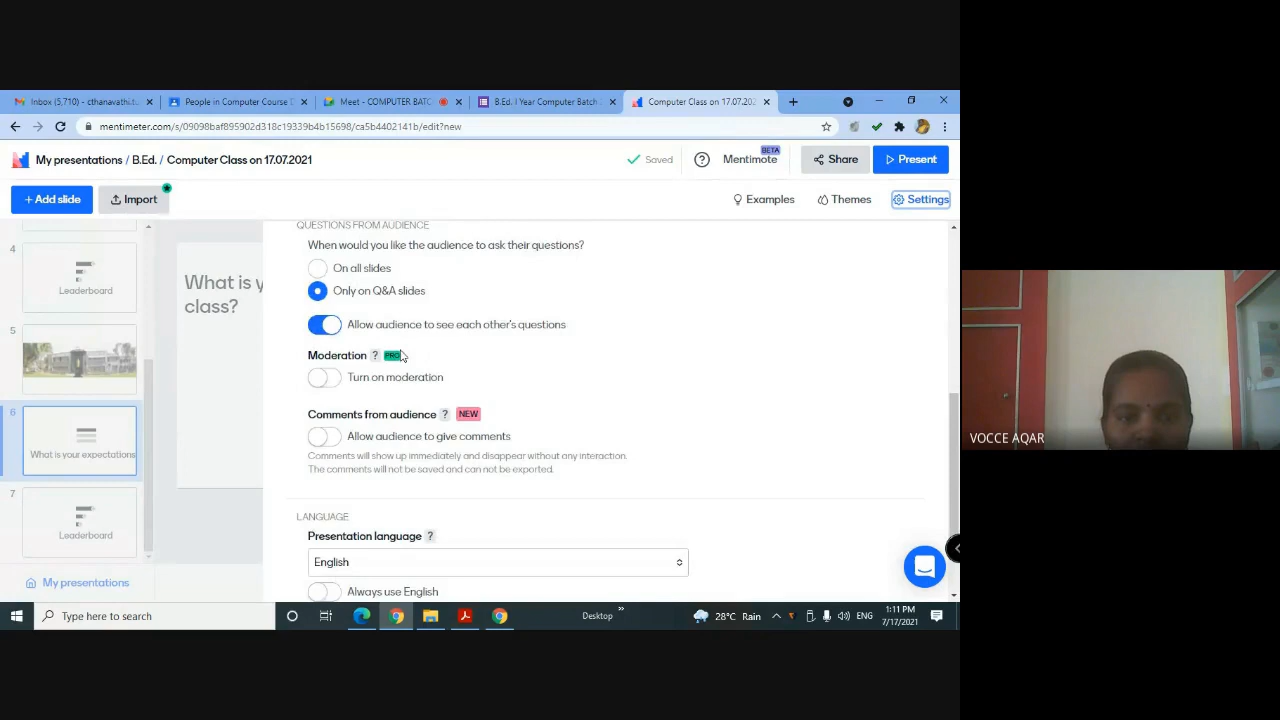 Inbox (5,710) - cthanavathi.t
People in Computer Course D
Meet - COMPUTER BATC
B.Ed. I Year Computer Batch
Computer Class on 17.07.202
mentimeter.com/s/09098baf895902d318c19339b4b15698/ca5b4402141b/edit?new
My presentations / B.Ed. / Computer Class on 17.07.2021
Saved
?
Mentimote
BETA
Share
Present
+ Add slide
Import
Examples
Themes
Settings
4
Leaderboard
5
6
What is your expectations
7
Leaderboard
My presentations
What is y
class?
QUESTIONS FROM AUDIENCE
When would you like the audience to ask their questions?
On all slides
Only on Q&A slides
Allow audience to see each other's questions
Moderation ? PRO
Turn on moderation
Comments from audience ? NEW
Allow audience to give comments
Comments will show up immediately and disappear without any interaction.
The comments will not be saved and can not be exported.
LANGUAGE
Presentation language ?
English
Always use English
VOCCE AQAR
Type here to search
Desktop
28°C Rain
ENG
1:11 PM
7/17/2021